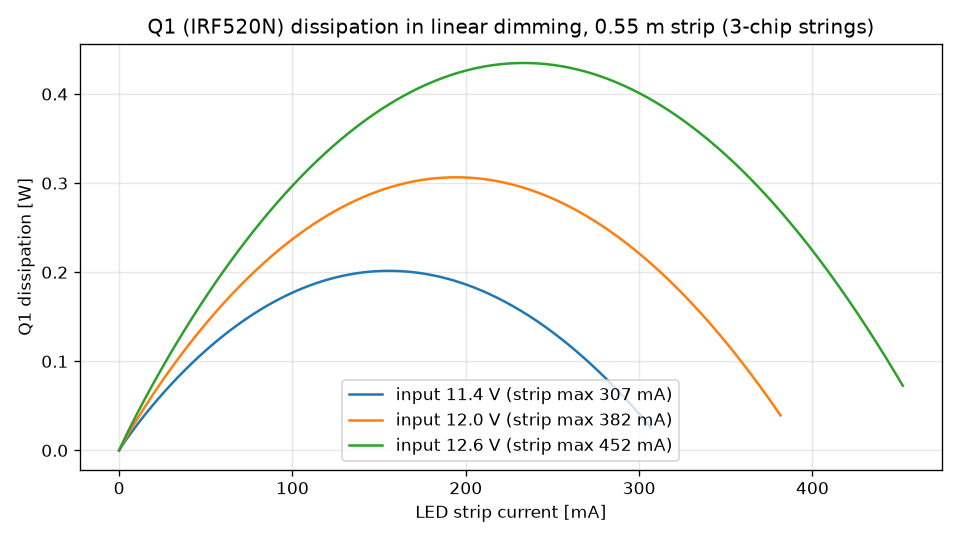 Q1 (IRF520N) dissipation in linear dimming, 0.55 m strip (3-chip strings)
Q1 dissipation [W]
0.4
0.3
0.2
0.1
0.0
input 11.4 V (strip max 307 mA)
input 12.0 V (strip max 382 mA)
input 12.6 V (strip max 452 mA)
0 100 200 300 400
LED strip current [mA]